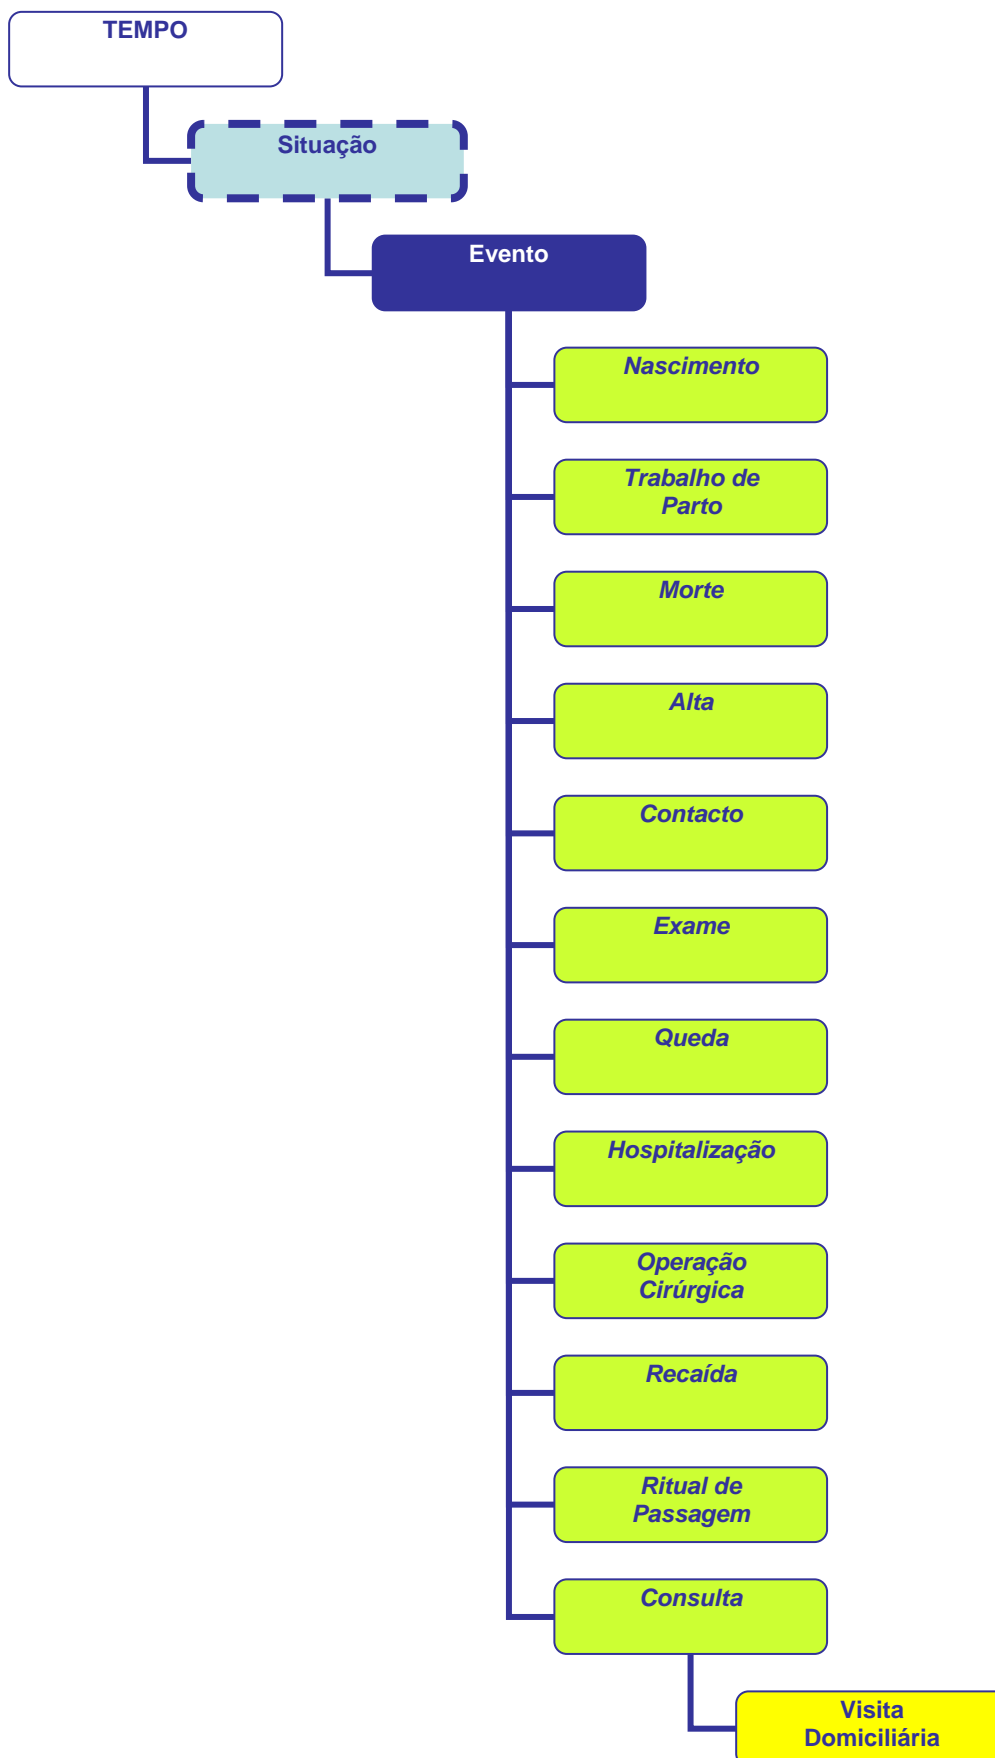 TEMPO
Situação
Evento
Nascimento
Trabalho de
Parto
Morte
Alta
Contacto
Exame
Queda
Hospitalização
Operação
Cirúrgica
Recaída
Ritual de
Passagem
Consulta
Visita
Domiciliária